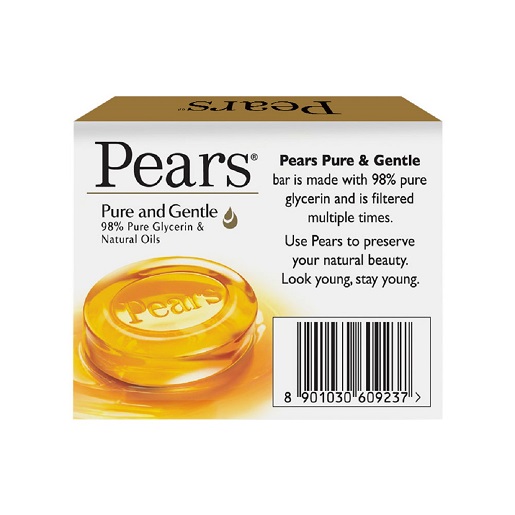 Pears
Pears®
Pure and Gentle
98% Pure Glycerin &
Natural Oils
Pears
Pears Pure & Gentle
bar is made with 98% pure
glycerin and is filtered
multiple times.
Use Pears to preserve
your natural beauty.
Look young, stay young.
8 901030 609237 >